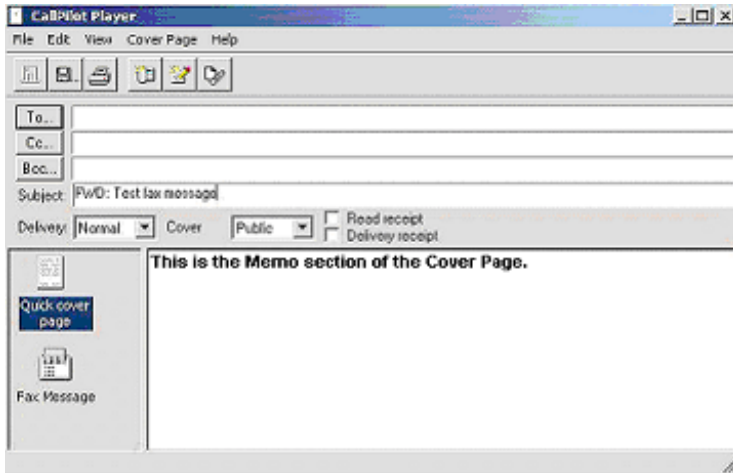 CallPilot Player
File Edit View Cover Page Help
To...
Cc...
Bcc...
Subject: FWD: Test fax message
Delivery: Normal Cover Public Read receipt
Delivery receipt
This is the Memo section of the Cover Page.
Quick cover
page
Fax Message